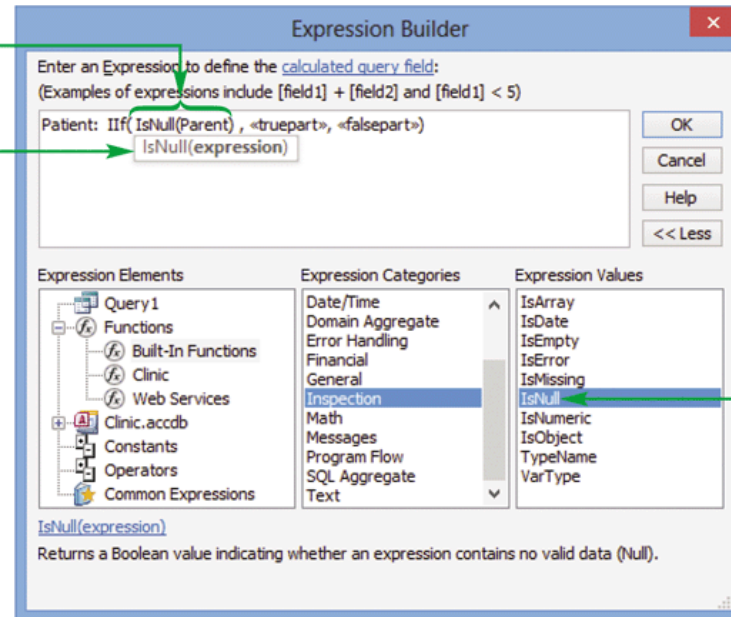 Expression Builder
Enter an Expression to define the calculated query field:
(Examples of expressions include [field1] + [field2] and [field1] < 5)
Patient: IIf( IsNull(Parent) , «truepart», «falsepart»)
IsNull(expression)
OK
Cancel
Help
<< Less
Expression Elements
Query1
Functions
Built-In Functions
Clinic
Web Services
Clinic.accdb
Constants
Operators
Common Expressions
Expression Categories
Date/Time
Domain Aggregate
Error Handling
Financial
General
Inspection
Math
Messages
Program Flow
SQL Aggregate
Text
Expression Values
IsArray
IsDate
IsEmpty
IsError
IsMissing
IsNull
IsNumeric
IsObject
TypeName
VarType
IsNull(expression)
Returns a Boolean value indicating whether an expression contains no valid data (Null).